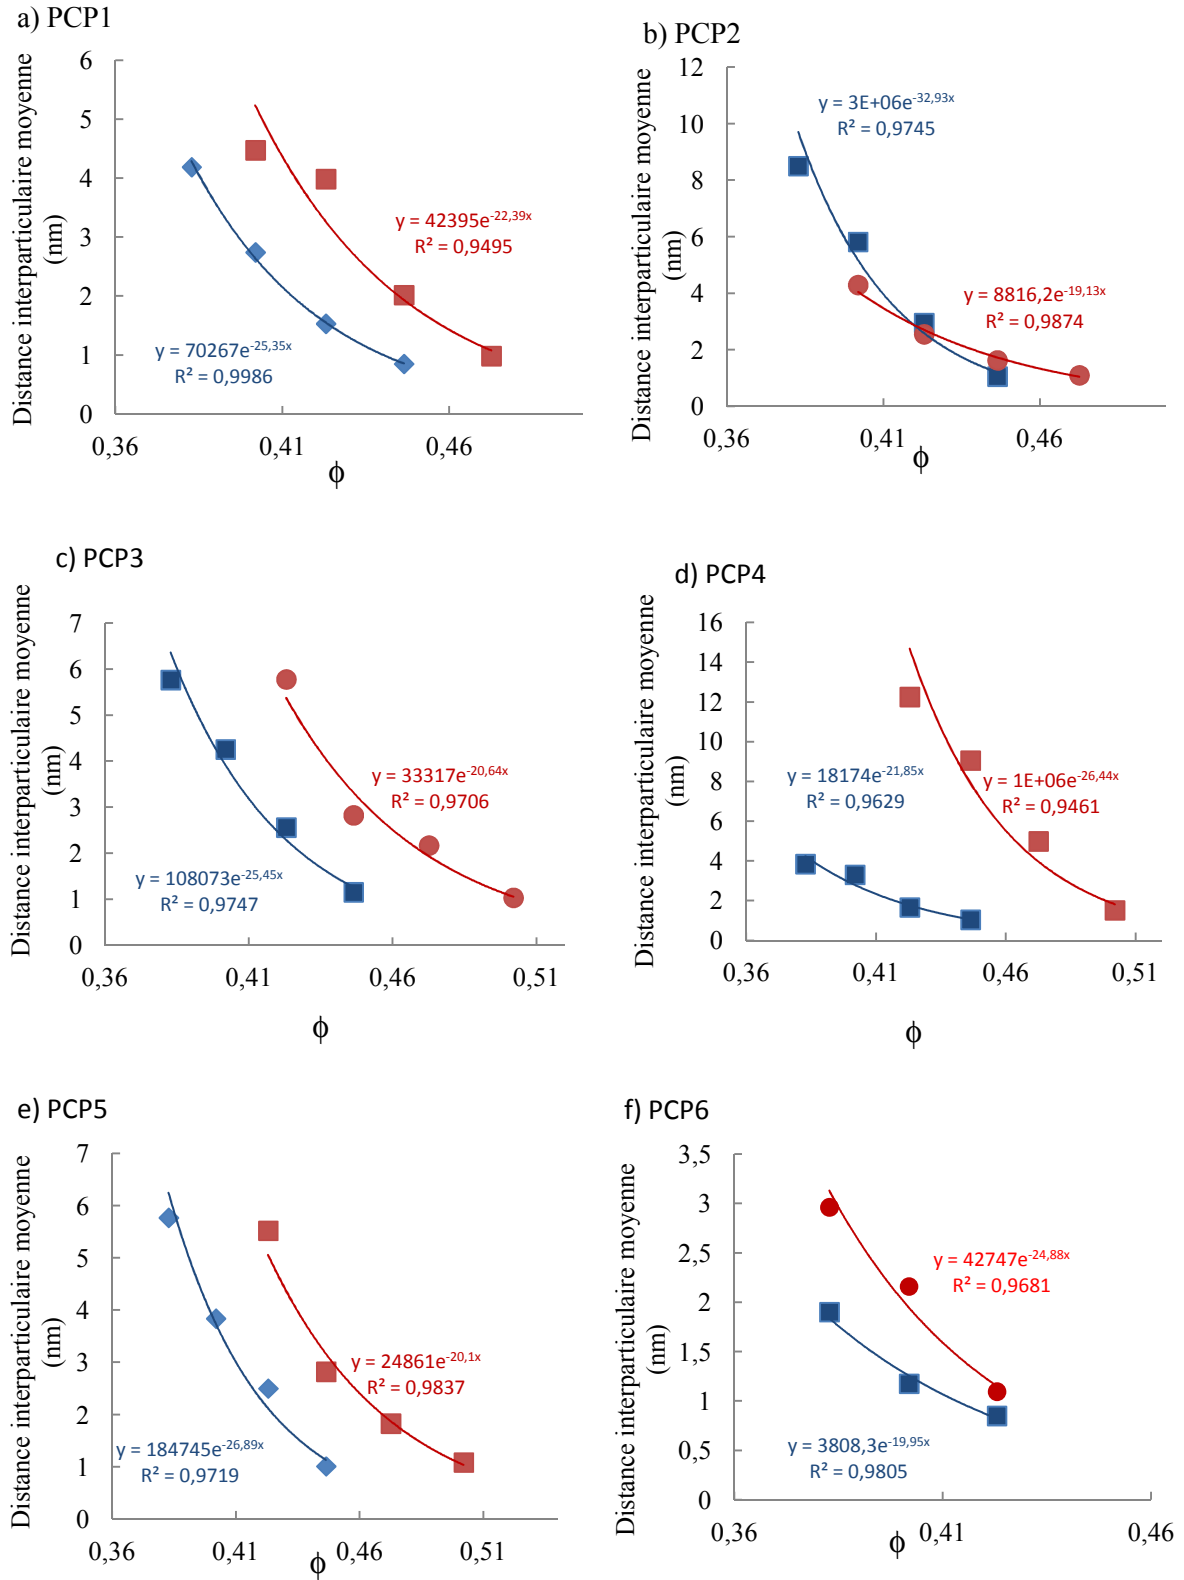 a) PCP1
Distance interparticulaire moyenne
(nm)
6
5
4
3
2
1
0
0,36
0,41
0,46
ϕ
y = 42395e^-22,39x
R² = 0,9495
y = 70267e^-25,35x
R² = 0,9986
b) PCP2
Distance interparticulaire moyenne
(nm)
12
10
8
6
4
2
0
0,36
0,41
0,46
ϕ
y = 3E+06e^-32,93x
R² = 0,9745
y = 8816,2e^-19,13x
R² = 0,9874
c) PCP3
Distance interparticulaire moyenne
(nm)
7
6
5
4
3
2
1
0
0,36
0,41
0,46
0,51
ϕ
y = 33317e^-20,64x
R² = 0,9706
y = 108073e^-25,45x
R² = 0,9747
d) PCP4
Distance interparticulaire moyenne
(nm)
16
14
12
10
8
6
4
2
0
0,36
0,41
0,46
0,51
ϕ
y = 18174e^-21,85x
R² = 0,9629
y = 1E+06e^-26,44x
R² = 0,9461
e) PCP5
Distance interparticulaire moyenne
(nm)
7
6
5
4
3
2
1
0
0,36
0,41
0,46
0,51
ϕ
y = 24861e^-20,1x
R² = 0,9837
y = 184745e^-26,89x
R² = 0,9719
f) PCP6
Distance interparticulaire moyenne
(nm)
3,5
3
2,5
2
1,5
1
0,5
0
0,36
0,41
0,46
ϕ
y = 42747e^-24,88x
R² = 0,9681
y = 3808,3e^-19,95x
R² = 0,9805